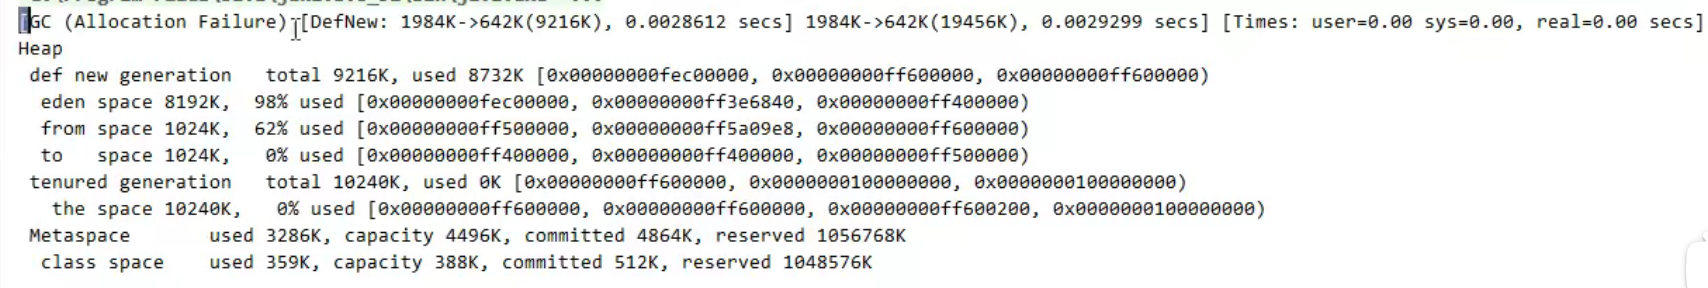 [GC (Allocation Failure) [DefNew: 1984K->642K(9216K), 0.0028612 secs] 1984K->642K(19456K), 0.0029299 secs] [Times: user=0.00 sys=0.00, real=0.00 secs]
Heap
def new generation   total 9216K, used 8732K [0x00000000fec00000, 0x00000000ff600000, 0x00000000ff600000)
eden space 8192K,  98% used [0x00000000fec00000, 0x00000000ff3e6840, 0x00000000ff400000)
from space 1024K,  62% used [0x00000000ff500000, 0x00000000ff5a09e8, 0x00000000ff600000)
to   space 1024K,   0% used [0x00000000ff400000, 0x00000000ff400000, 0x00000000ff500000)
tenured generation   total 10240K, used 0K [0x00000000ff600000, 0x0000000100000000, 0x0000000100000000)
the space 10240K,   0% used [0x00000000ff600000, 0x00000000ff600000, 0x00000000ff600200, 0x0000000100000000)
Metaspace       used 3286K, capacity 4496K, committed 4864K, reserved 1056768K
class space    used 359K, capacity 388K, committed 512K, reserved 1048576K